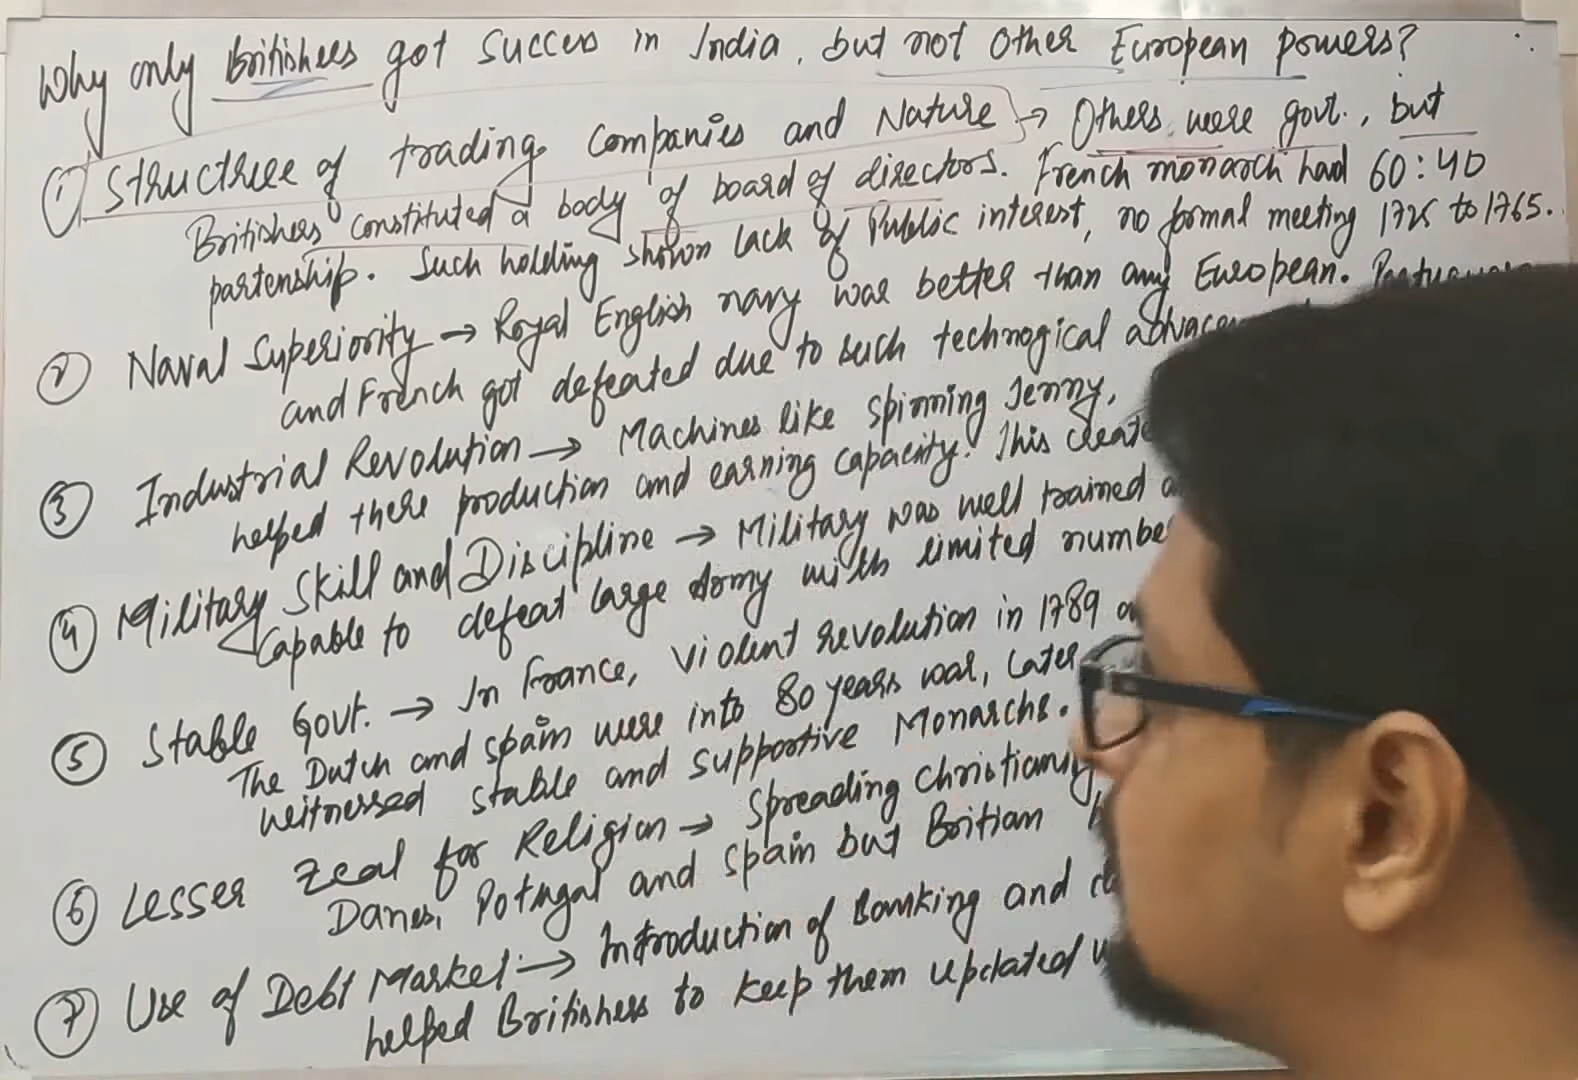 Why only Britishers got Success in India, but not Other European powers?
① Structure of trading Companies and Nature → Others were govt., but
Britishers constituted a body of board of directors. French monarch had 60:40
partenship. Such holding shown lack of Public interest, no formal meeting 1725 to 1765.
② Naval Superiority → Royal English navy was better than any European.
and French got defeated due to such technogical
③ Industrial Revolution → Machines like Spinning Jenny,
helped there production and earning capacity. This
④ Military Skill and Discipline → Military was well trained
Capable to defeat large Army with limited
⑤ Stable Govt. → In France, violent revolution in 1789
The Dutch and Spain were into 80 years war, Later
witnessed stable and supportive Monarchs.
⑥ Lesser Zeal for Religion → Spreading Christianity
Danes, Potugal and Spain but Britian
⑦ Use of Debt Market → Introduction of Banking and
helped Britishers to keep them updated